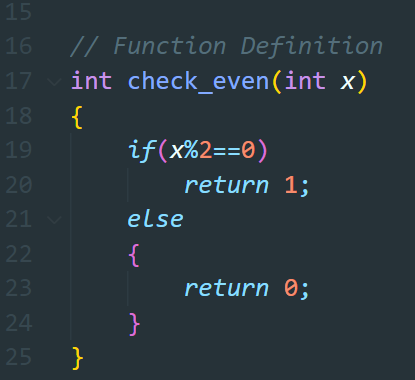 15
16 // Function Definition
17 int check_even(int x)
18 {
19 if(x%2==0)
20 return 1;
21 else
22 {
23 return 0;
24 }
25 }